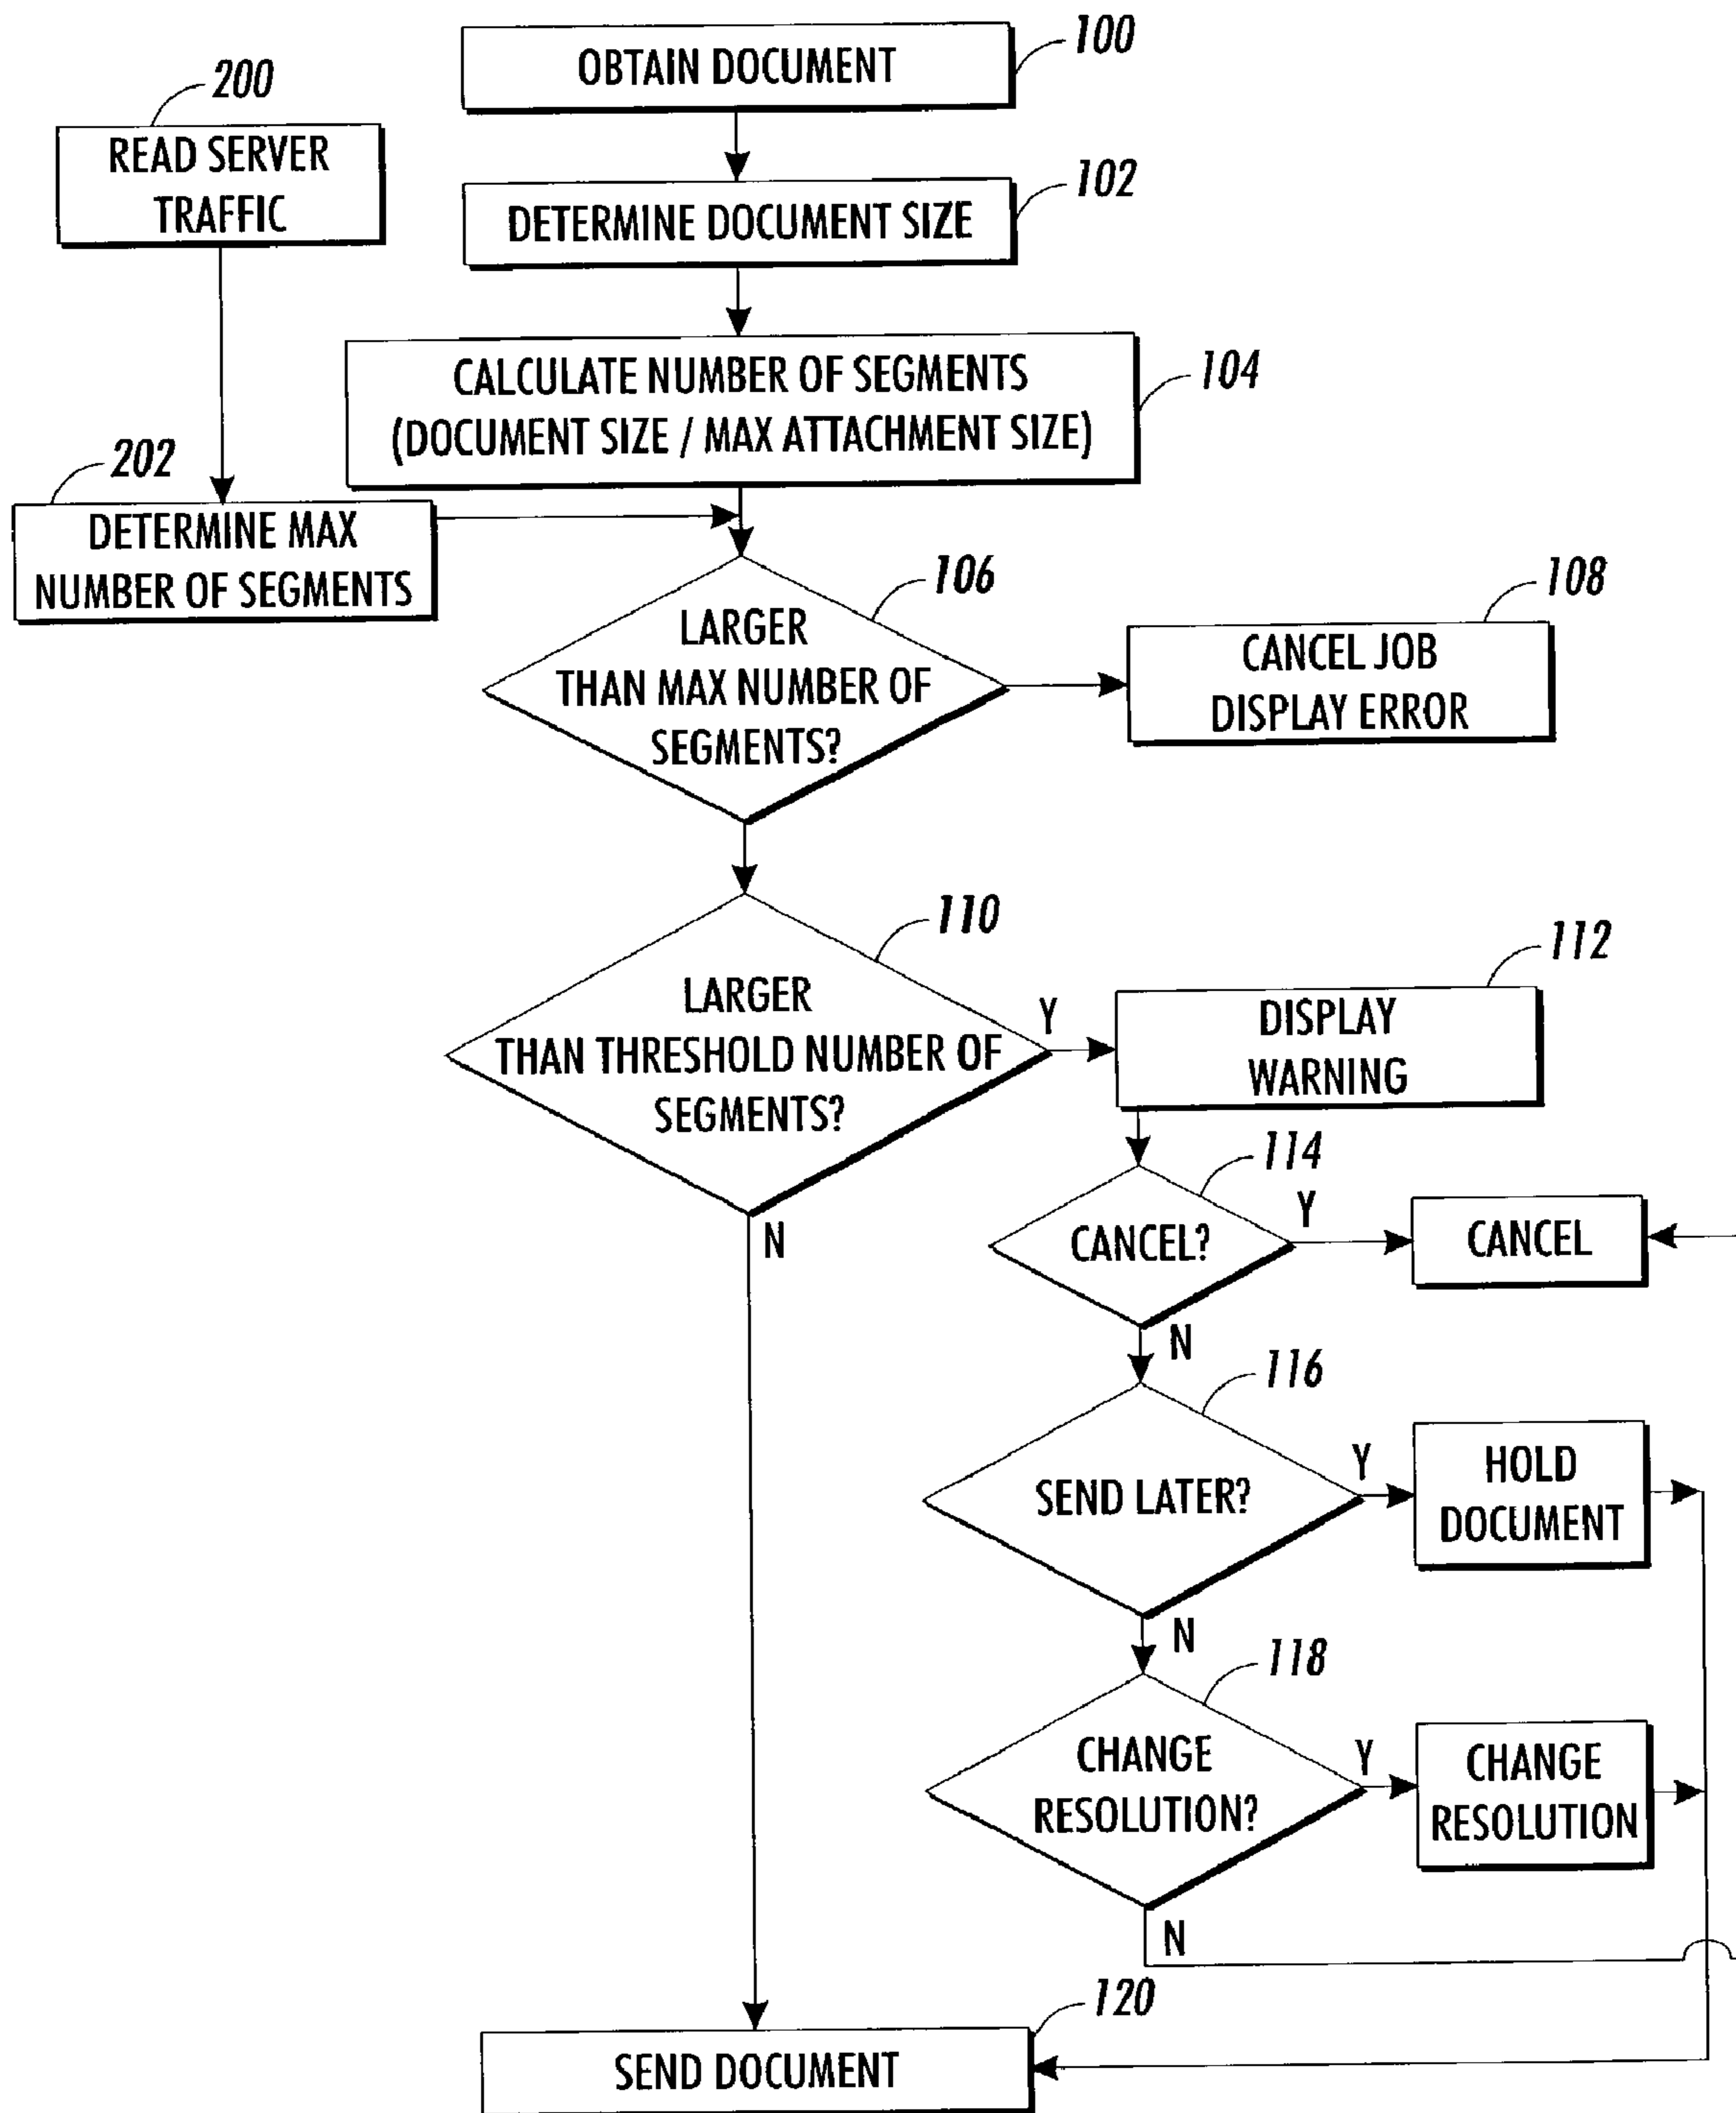 100
OBTAIN DOCUMENT
200
READ SERVER
TRAFFIC
102
DETERMINE DOCUMENT SIZE
104
CALCULATE NUMBER OF SEGMENTS
(DOCUMENT SIZE / MAX ATTACHMENT SIZE)
202
DETERMINE MAX
NUMBER OF SEGMENTS
106
LARGER
THAN MAX NUMBER OF
SEGMENTS?
108
CANCEL JOB
DISPLAY ERROR
110
LARGER
THAN THRESHOLD NUMBER OF
SEGMENTS?
Y
N
112
DISPLAY
WARNING
114
CANCEL?
Y
N
CANCEL
116
SEND LATER?
Y
N
HOLD
DOCUMENT
118
CHANGE
RESOLUTION?
Y
N
CHANGE
RESOLUTION
120
SEND DOCUMENT